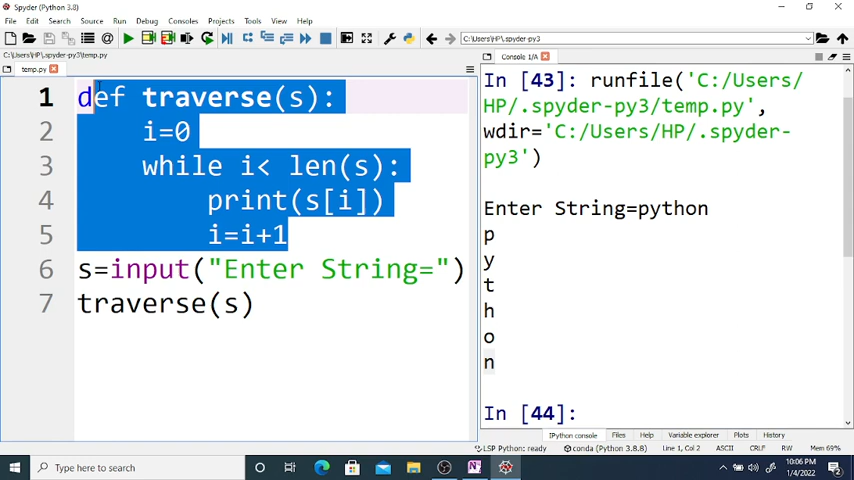 Spyder (Python 3.8)
File Edit Search Source Run Debug Consoles Projects Tools View Help
C:\Users\HP\.spyder-py3
C:\Users\HP\.spyder-py3\temp.py
temp.py
Console 1/A
1 def traverse(s):
2 i=0
3 while i< len(s):
4 print(s[i])
5 i=i+1
6 s=input("Enter String=")
7 traverse(s)
In [43]: runfile('C:/Users/
HP/.spyder-py3/temp.py',
wdir='C:/Users/HP/.spyder-
py3')
Enter String=python
p
y
t
h
o
n
In [44]:
IPython console Files Help Variable explorer Plots History
LSP Python: ready conda (Python 3.8.8) Line 1, Col 2 ASCII CRLF RW Mem 69%
Type here to search
10:06 PM
1/4/2022
2